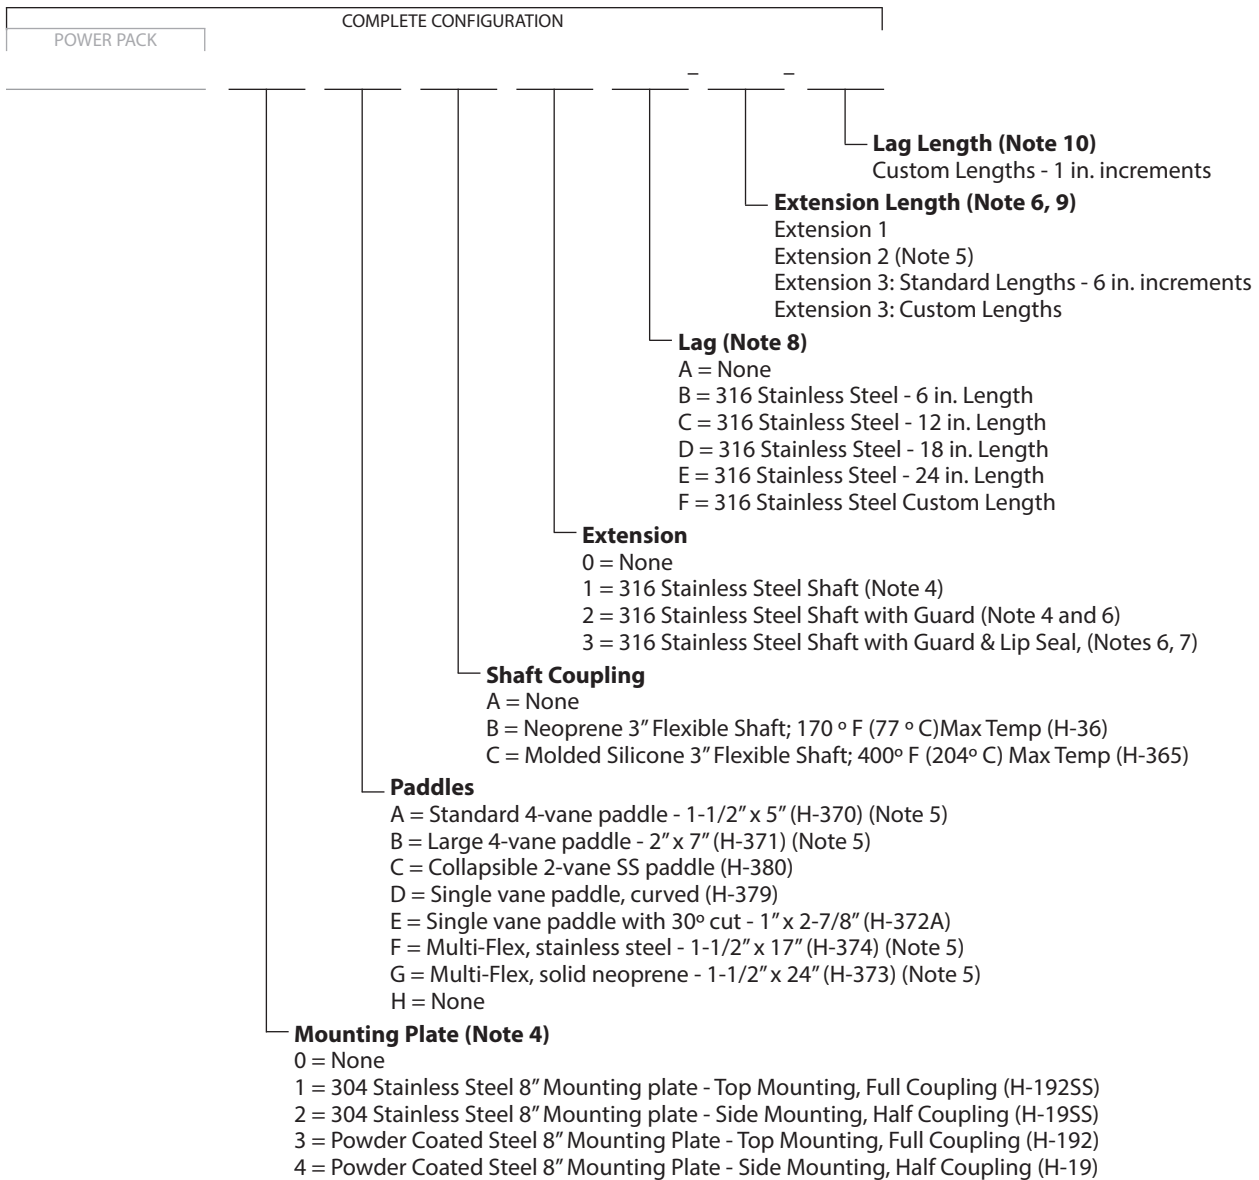 COMPLETE CONFIGURATION
POWER PACK
– –
Lag Length (Note 10)
Custom Lengths - 1 in. increments
Extension Length (Note 6, 9)
Extension 1
Extension 2 (Note 5)
Extension 3: Standard Lengths - 6 in. increments
Extension 3: Custom Lengths
Lag (Note 8)
A = None
B = 316 Stainless Steel - 6 in. Length
C = 316 Stainless Steel - 12 in. Length
D = 316 Stainless Steel - 18 in. Length
E = 316 Stainless Steel - 24 in. Length
F = 316 Stainless Steel Custom Length
Extension
0 = None
1 = 316 Stainless Steel Shaft (Note 4)
2 = 316 Stainless Steel Shaft with Guard (Note 4 and 6)
3 = 316 Stainless Steel Shaft with Guard & Lip Seal, (Notes 6, 7)
Shaft Coupling
A = None
B = Neoprene 3” Flexible Shaft; 170 º F (77 º C)Max Temp (H-36)
C = Molded Silicone 3” Flexible Shaft; 400º F (204º C) Max Temp (H-365)
Paddles
A = Standard 4-vane paddle - 1-1/2” x 5” (H-370) (Note 5)
B = Large 4-vane paddle - 2” x 7” (H-371) (Note 5)
C = Collapsible 2-vane SS paddle (H-380)
D = Single vane paddle, curved (H-379)
E = Single vane paddle with 30º cut - 1” x 2-7/8” (H-372A)
F = Multi-Flex, stainless steel - 1-1/2” x 17” (H-374) (Note 5)
G = Multi-Flex, solid neoprene - 1-1/2” x 24” (H-373) (Note 5)
H = None
Mounting Plate (Note 4)
0 = None
1 = 304 Stainless Steel 8” Mounting plate - Top Mounting, Full Coupling (H-192SS)
2 = 304 Stainless Steel 8” Mounting plate - Side Mounting, Half Coupling (H-19SS)
3 = Powder Coated Steel 8” Mounting Plate - Top Mounting, Full Coupling (H-192)
4 = Powder Coated Steel 8” Mounting Plate - Side Mounting, Half Coupling (H-19)